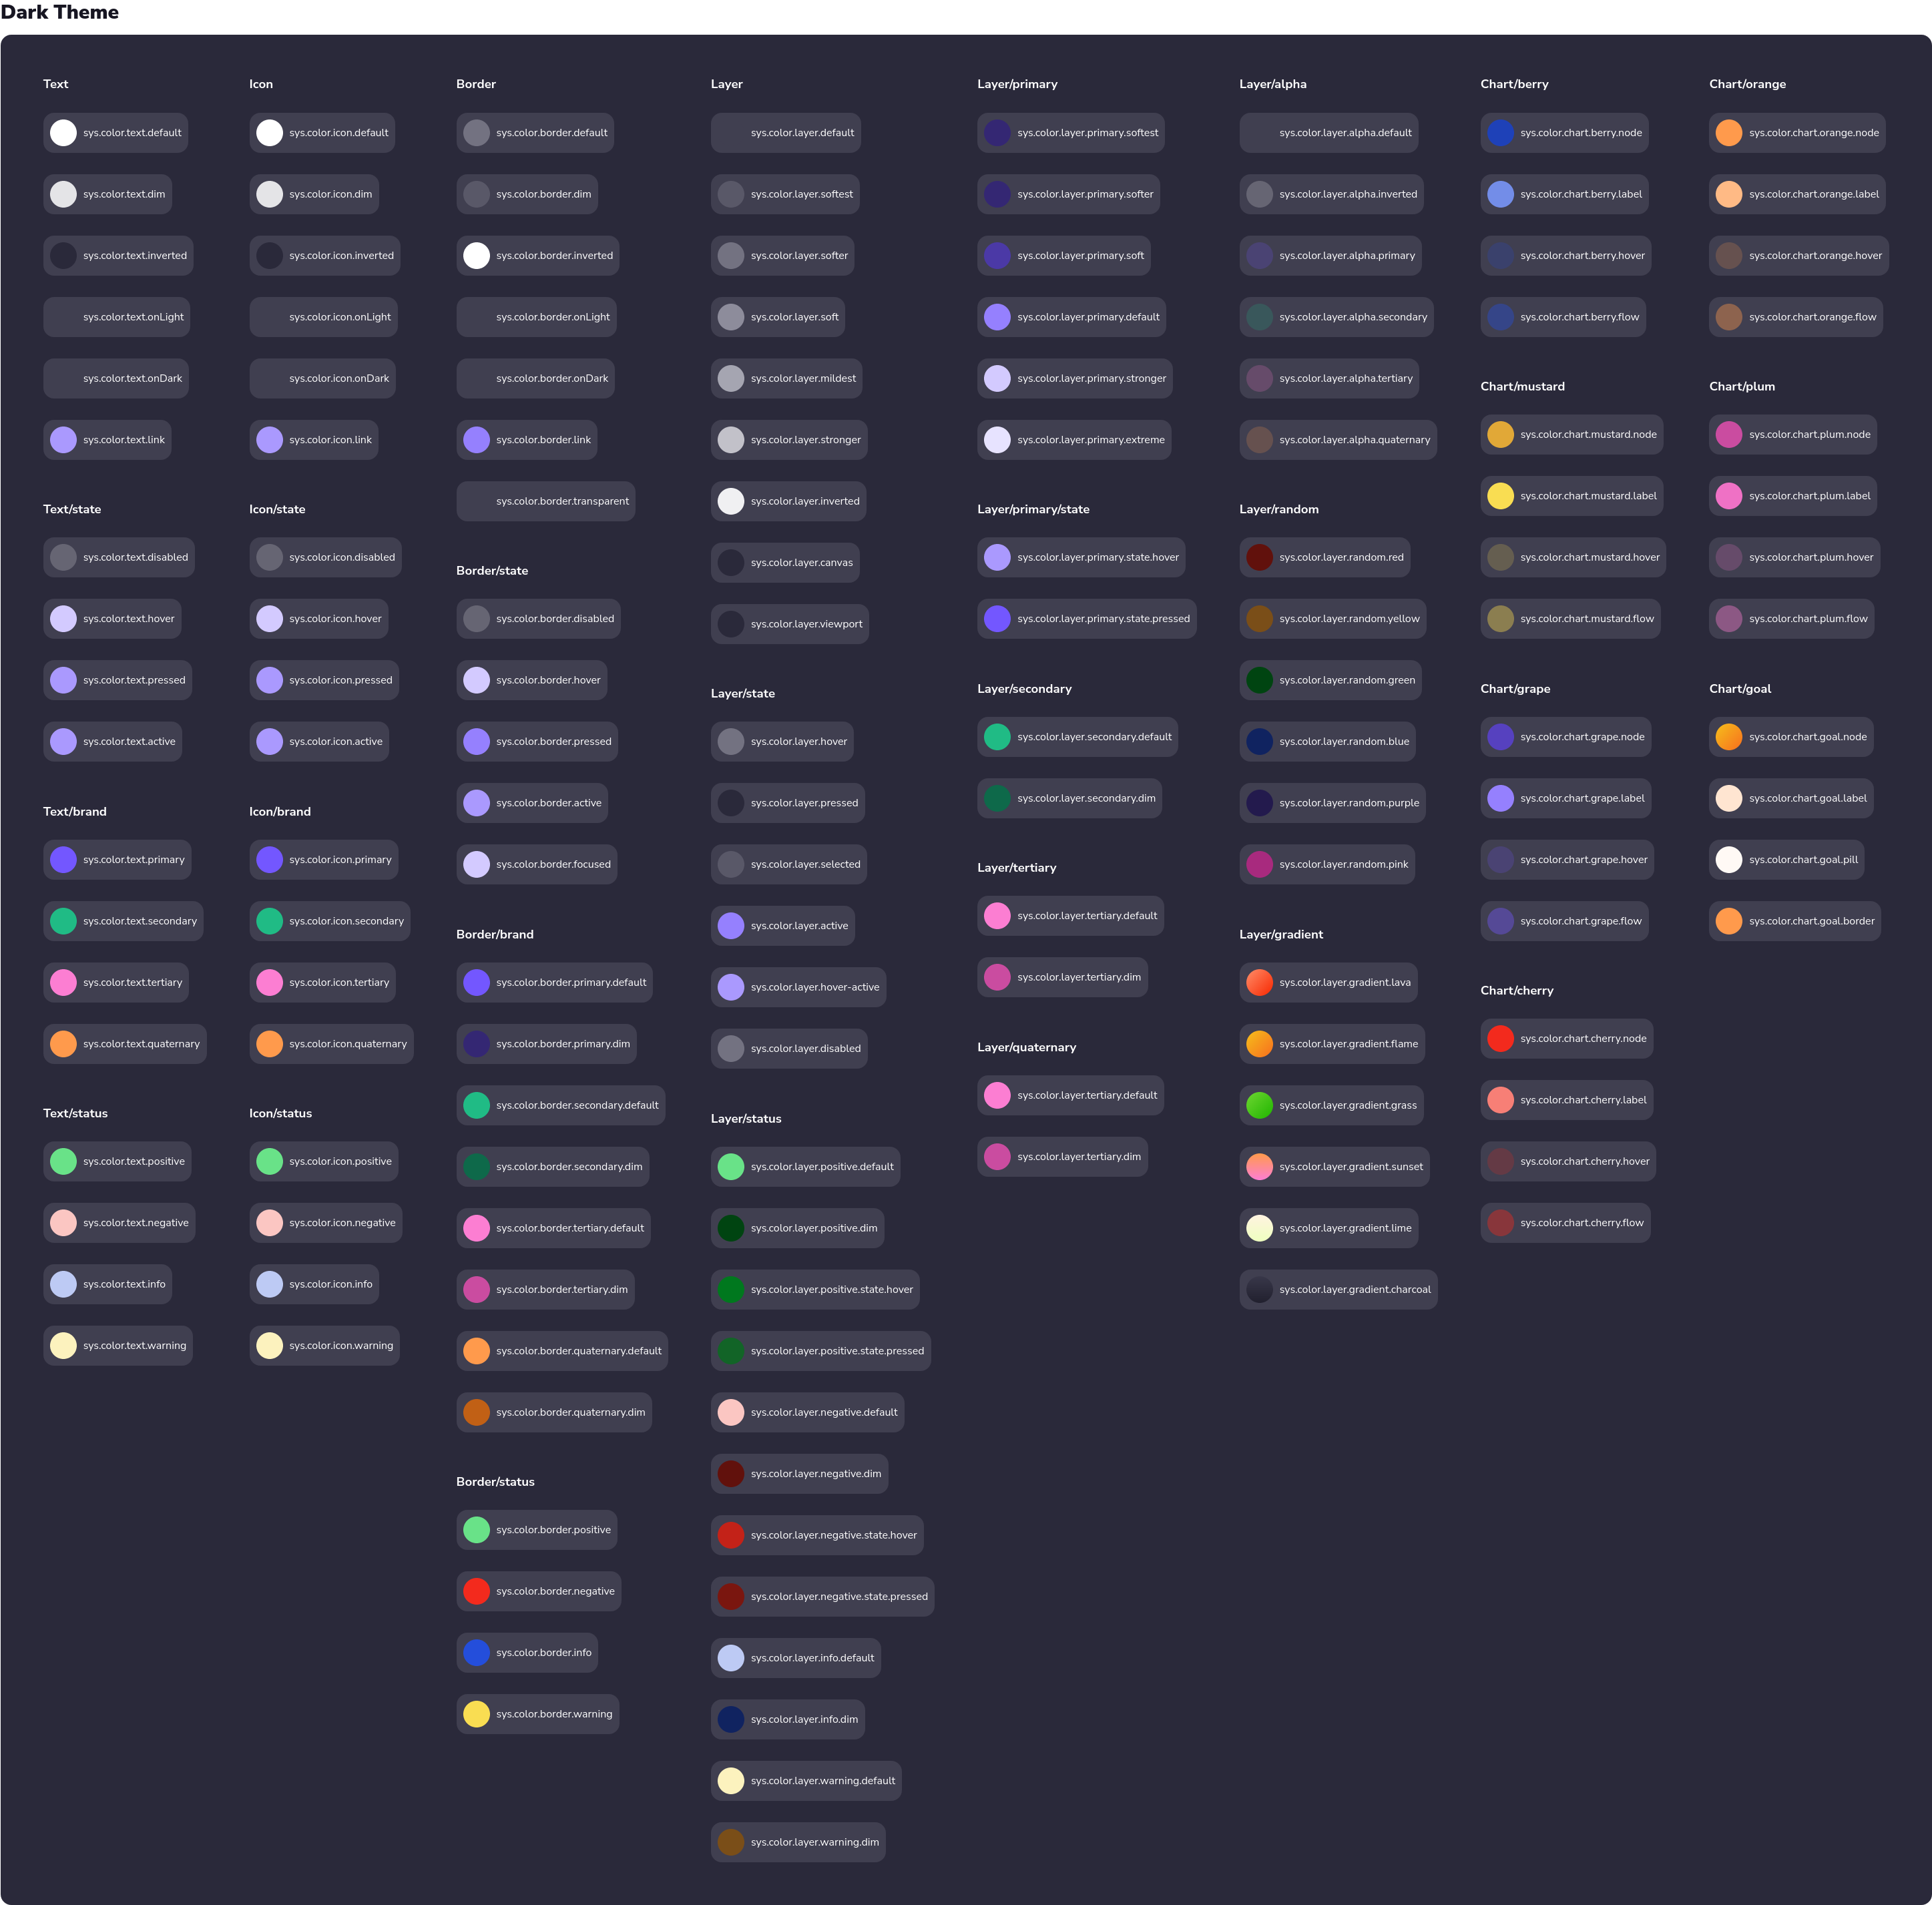 Dark Theme
Text
sys.color.text.default
sys.color.text.dim
sys.color.text.inverted
sys.color.text.onLight
sys.color.text.onDark
sys.color.text.link
Text/state
sys.color.text.disabled
sys.color.text.hover
sys.color.text.pressed
sys.color.text.active
Text/brand
sys.color.text.primary
sys.color.text.secondary
sys.color.text.tertiary
sys.color.text.quaternary
Text/status
sys.color.text.positive
sys.color.text.negative
sys.color.text.info
sys.color.text.warning
Icon
sys.color.icon.default
sys.color.icon.dim
sys.color.icon.inverted
sys.color.icon.onLight
sys.color.icon.onDark
sys.color.icon.link
Icon/state
sys.color.icon.disabled
sys.color.icon.hover
sys.color.icon.pressed
sys.color.icon.active
Icon/brand
sys.color.icon.primary
sys.color.icon.secondary
sys.color.icon.tertiary
sys.color.icon.quaternary
Icon/status
sys.color.icon.positive
sys.color.icon.negative
sys.color.icon.info
sys.color.icon.warning
Border
sys.color.border.default
sys.color.border.dim
sys.color.border.inverted
sys.color.border.onLight
sys.color.border.onDark
sys.color.border.link
sys.color.border.transparent
Border/state
sys.color.border.disabled
sys.color.border.hover
sys.color.border.pressed
sys.color.border.active
sys.color.border.focused
Border/brand
sys.color.border.primary.default
sys.color.border.primary.dim
sys.color.border.secondary.default
sys.color.border.secondary.dim
sys.color.border.tertiary.default
sys.color.border.tertiary.dim
sys.color.border.quaternary.default
sys.color.border.quaternary.dim
Border/status
sys.color.border.positive
sys.color.border.negative
sys.color.border.info
sys.color.border.warning
Layer
sys.color.layer.default
sys.color.layer.softest
sys.color.layer.softer
sys.color.layer.soft
sys.color.layer.mildest
sys.color.layer.stronger
sys.color.layer.inverted
sys.color.layer.canvas
sys.color.layer.viewport
Layer/state
sys.color.layer.hover
sys.color.layer.pressed
sys.color.layer.selected
sys.color.layer.active
sys.color.layer.hover-active
sys.color.layer.disabled
Layer/status
sys.color.layer.positive.default
sys.color.layer.positive.dim
sys.color.layer.positive.state.hover
sys.color.layer.positive.state.pressed
sys.color.layer.negative.default
sys.color.layer.negative.dim
sys.color.layer.negative.state.hover
sys.color.layer.negative.state.pressed
sys.color.layer.info.default
sys.color.layer.info.dim
sys.color.layer.warning.default
sys.color.layer.warning.dim
Layer/primary
sys.color.layer.primary.softest
sys.color.layer.primary.softer
sys.color.layer.primary.soft
sys.color.layer.primary.default
sys.color.layer.primary.stronger
sys.color.layer.primary.extreme
Layer/primary/state
sys.color.layer.primary.state.hover
sys.color.layer.primary.state.pressed
Layer/secondary
sys.color.layer.secondary.default
sys.color.layer.secondary.dim
Layer/tertiary
sys.color.layer.tertiary.default
sys.color.layer.tertiary.dim
Layer/quaternary
sys.color.layer.tertiary.default
sys.color.layer.tertiary.dim
Layer/alpha
sys.color.layer.alpha.default
sys.color.layer.alpha.inverted
sys.color.layer.alpha.primary
sys.color.layer.alpha.secondary
sys.color.layer.alpha.tertiary
sys.color.layer.alpha.quaternary
Layer/random
sys.color.layer.random.red
sys.color.layer.random.yellow
sys.color.layer.random.green
sys.color.layer.random.blue
sys.color.layer.random.purple
sys.color.layer.random.pink
Layer/gradient
sys.color.layer.gradient.lava
sys.color.layer.gradient.flame
sys.color.layer.gradient.grass
sys.color.layer.gradient.sunset
sys.color.layer.gradient.lime
sys.color.layer.gradient.charcoal
Chart/berry
sys.color.chart.berry.node
sys.color.chart.berry.label
sys.color.chart.berry.hover
sys.color.chart.berry.flow
Chart/mustard
sys.color.chart.mustard.node
sys.color.chart.mustard.label
sys.color.chart.mustard.hover
sys.color.chart.mustard.flow
Chart/grape
sys.color.chart.grape.node
sys.color.chart.grape.label
sys.color.chart.grape.hover
sys.color.chart.grape.flow
Chart/cherry
sys.color.chart.cherry.node
sys.color.chart.cherry.label
sys.color.chart.cherry.hover
sys.color.chart.cherry.flow
Chart/orange
sys.color.chart.orange.node
sys.color.chart.orange.label
sys.color.chart.orange.hover
sys.color.chart.orange.flow
Chart/plum
sys.color.chart.plum.node
sys.color.chart.plum.label
sys.color.chart.plum.hover
sys.color.chart.plum.flow
Chart/goal
sys.color.chart.goal.node
sys.color.chart.goal.label
sys.color.chart.goal.pill
sys.color.chart.goal.border